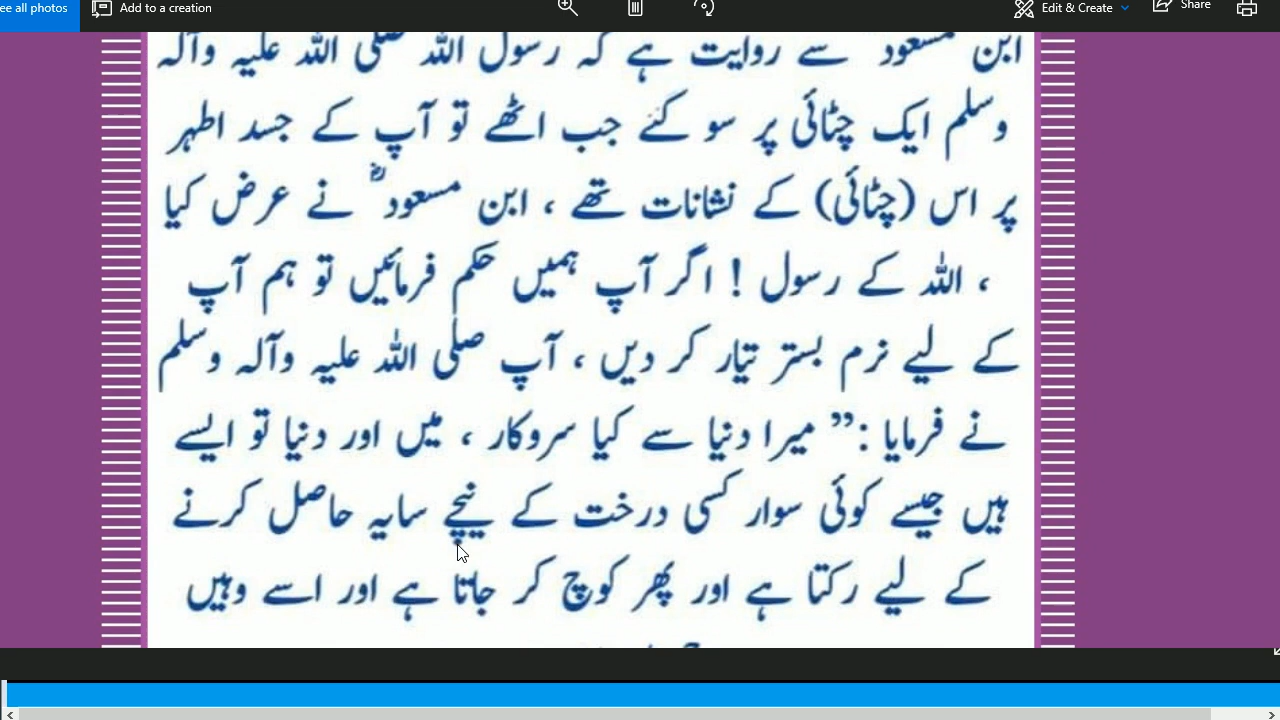 ee all photos
Add to a creation
Edit & Create
Share
ابن مسعود سے روایت ہے کہ رسول اللہ صلی اللہ علیہ وآلہ
وسلم ایک چٹائی پر سو گئے جب اٹھے تو آپ کے جسد اطہر
پر اس (چٹائی) کے نشانات تھے ، ابن مسعودؓ نے عرض کیا
، اللہ کے رسول ! اگر آپ ہمیں حکم فرمائیں تو ہم آپ
کے لیے نرم بستر تیار کر دیں ، آپ صلی اللہ علیہ وآلہ وسلم
نے فرمایا :” میرا دنیا سے کیا سروکار ، میں اور دنیا تو ایسے
ہیں جیسے کوئی سوار کسی درخت کے نیچے سایہ حاصل کرنے
کے لیے رکتا ہے اور پھر کوچ کر جاتا ہے اور اسے وہیں